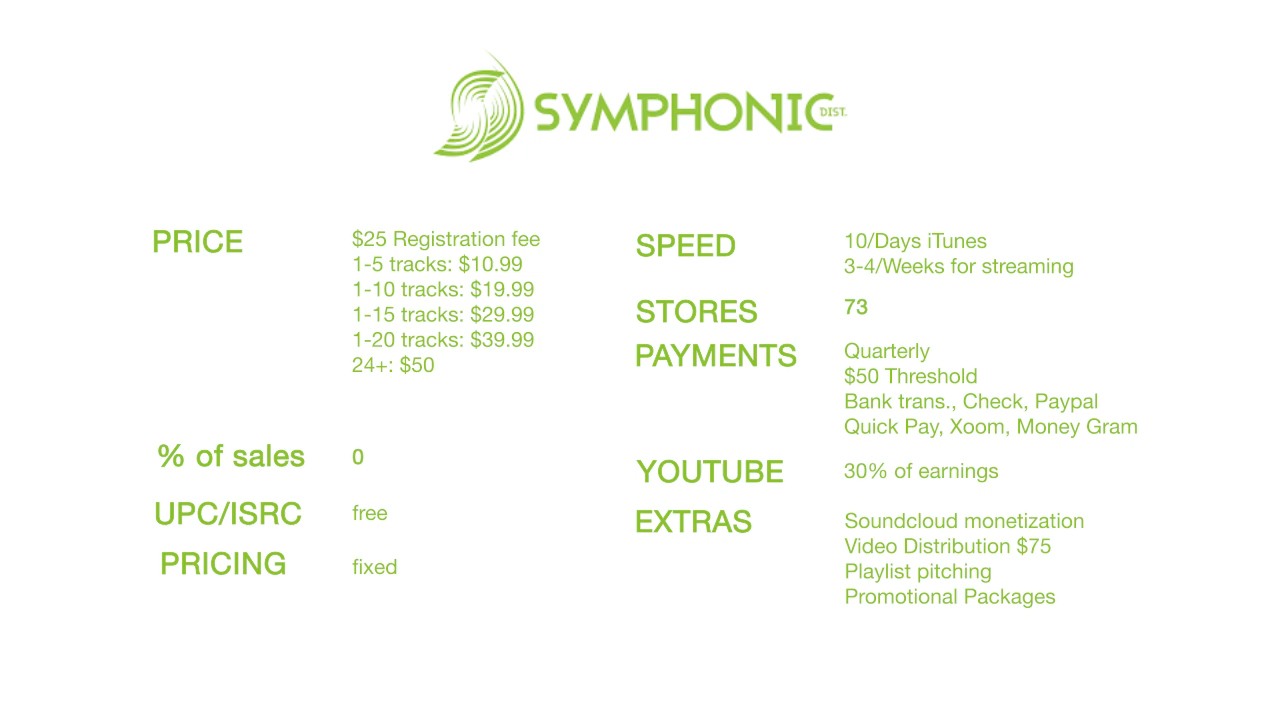 SYMPHONIC DIST.
PRICE
$25 Registration fee
1-5 tracks: $10.99
1-10 tracks: $19.99
1-15 tracks: $29.99
1-20 tracks: $39.99
24+: $50
% of sales
0
UPC/ISRC
free
PRICING
fixed
SPEED
10/Days iTunes
3-4/Weeks for streaming
STORES
73
PAYMENTS
Quarterly
$50 Threshold
Bank trans., Check, Paypal
Quick Pay, Xoom, Money Gram
YOUTUBE
30% of earnings
EXTRAS
Soundcloud monetization
Video Distribution $75
Playlist pitching
Promotional Packages